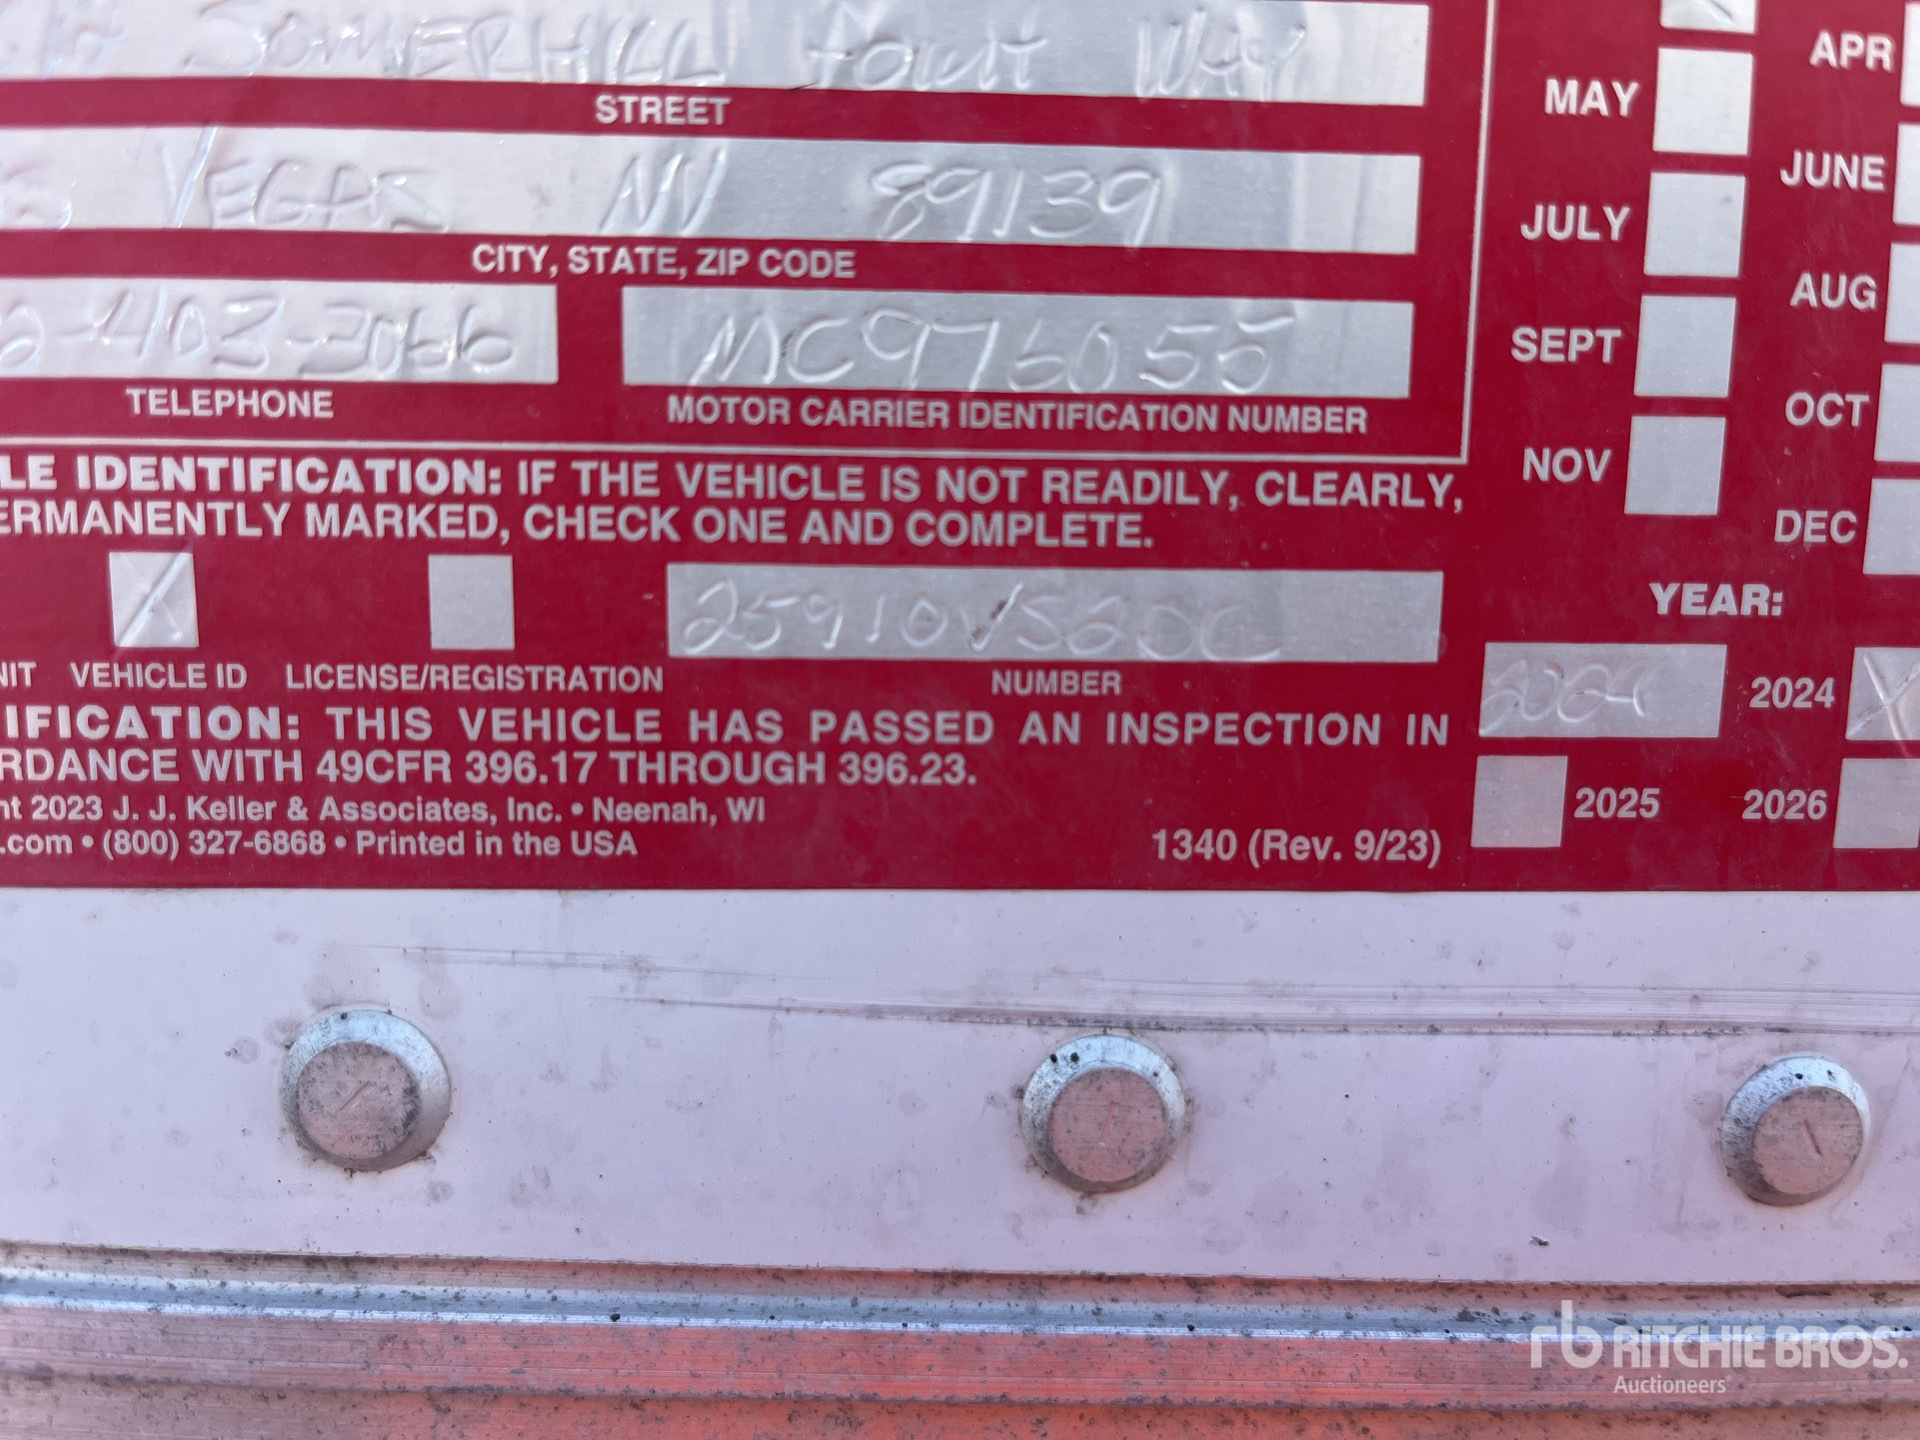 SOMERHILL Point WAY
STREET
VEGAS NV 89139
CITY, STATE, ZIP CODE
2-403-3066 MC976055
TELEPHONE MOTOR CARRIER IDENTIFICATION NUMBER
LE IDENTIFICATION: IF THE VEHICLE IS NOT READILY, CLEARLY,
ERMANENTLY MARKED, CHECK ONE AND COMPLETE.
25910VS20C
NIT VEHICLE ID LICENSE/REGISTRATION NUMBER
IFICATION: THIS VEHICLE HAS PASSED AN INSPECTION IN
RDANCE WITH 49CFR 396.17 THROUGH 396.23.
nt 2023 J. J. Keller & Associates, Inc. • Neenah, WI
.com • (800) 327-6868 • Printed in the USA
1340 (Rev. 9/23)
APR
MAY
JUNE
JULY
AUG
SEPT
OCT
NOV
DEC
YEAR:
2024 2024 X
2025 2026
rb RITCHIE BROS.
Auctioneers